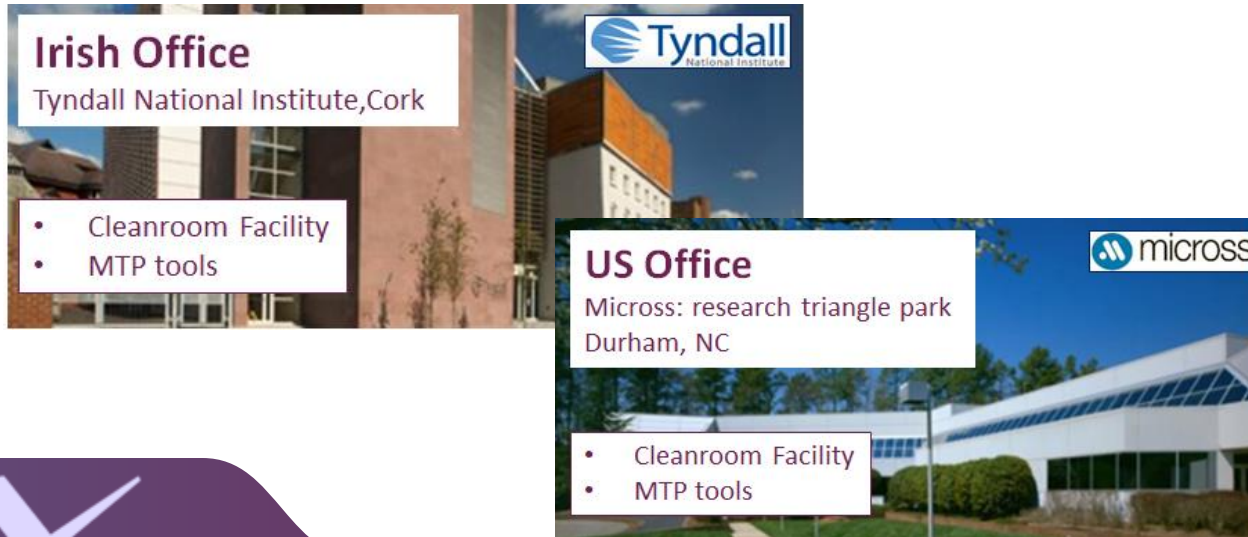 Irish Office
Tyndall National Institute,Cork
Tyndall
National Institute
• Cleanroom Facility
• MTP tools
US Office
Micross: research triangle park
Durham, NC
micross
• Cleanroom Facility
• MTP tools